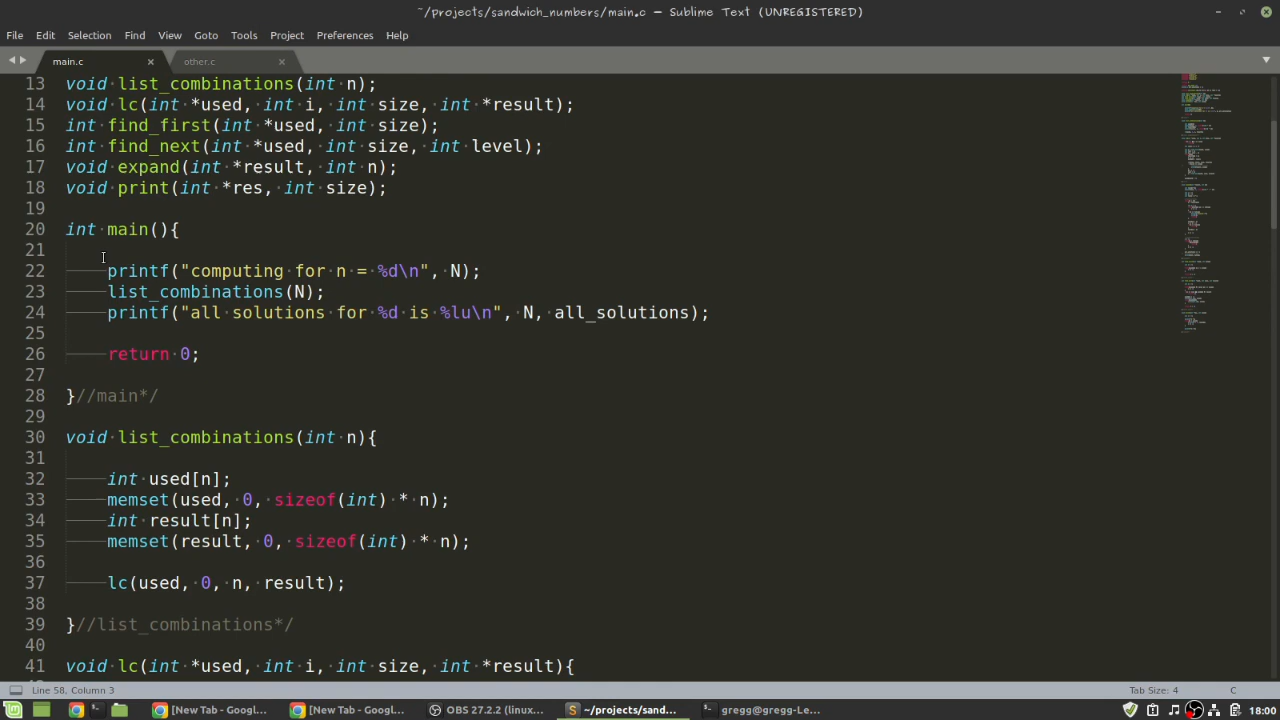 ~/projects/sandwich_numbers/main.c — Sublime Text (UNREGISTERED)
File Edit Selection Find View Goto Tools Project Preferences Help
main.c other.c
13 void list_combinations(int n);
14 void lc(int *used, int i, int size, int *result);
15 int find_first(int *used, int size);
16 int find_next(int *used, int size, int level);
17 void expand(int *result, int n);
18 void print(int *res, int size);
19
20 int main(){
21
22 printf("computing for n = %d\n", N);
23 list_combinations(N);
24 printf("all solutions for %d is %lu\n", N, all_solutions);
25
26 return 0;
27
28 }//main*/
29
30 void list_combinations(int n){
31
32 int used[n];
33 memset(used, 0, sizeof(int) * n);
34 int result[n];
35 memset(result, 0, sizeof(int) * n);
36
37 lc(used, 0, n, result);
38
39 }//list_combinations*/
40
41 void lc(int *used, int i, int size, int *result){
Line 58, Column 3 Tab Size: 4 C
[New Tab - Googl... [New Tab - Googl... OBS 27.2.2 (linux... ~/projects/sand... gregg@gregg-Le... 18:00